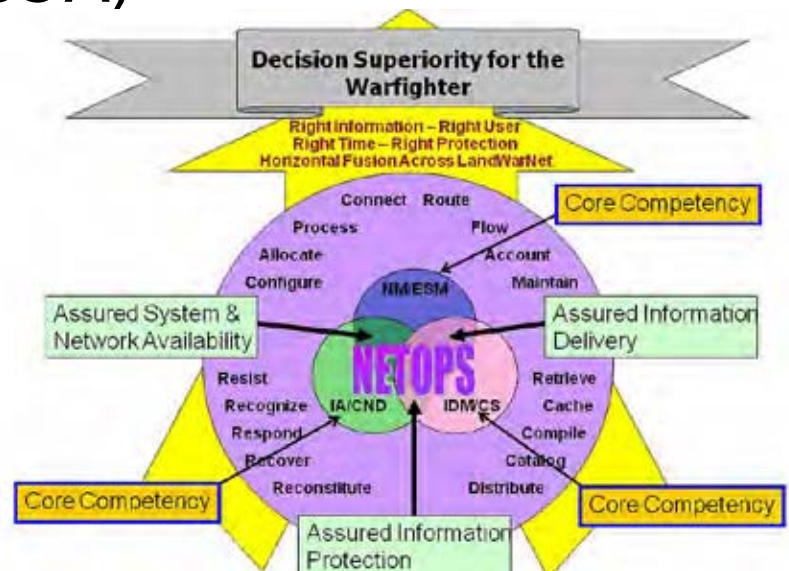 Decision Superiority for the
Warfighter
Right Information – Right User
Right Time – Right Protection
Horizontal Fusion Across LandWarNet
Connect Route
Core Competency
Process Flow
Allocate Account
Configure NM/ESM Maintain
Assured System &
Network Availability
Assured Information
Delivery
NETOPS
Resist Retrieve
Recognize IA/CND IDM/CS Cache
Respond Compile
Recover Catalog
Reconstitute Distribute
Core Competency
Core Competency
Assured Information
Protection